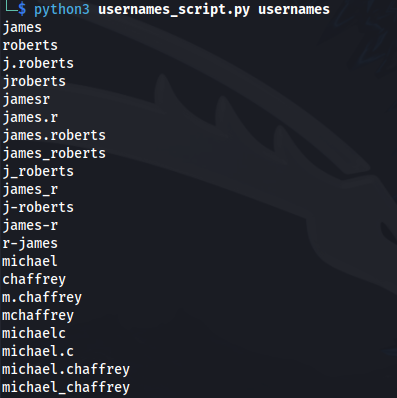 └─$ python3 usernames_script.py usernames
james
roberts
j.roberts
jroberts
jamesr
james.r
james.roberts
james_roberts
j_roberts
james_r
j-roberts
james-r
r-james
michael
chaffrey
m.chaffrey
mchaffrey
michaelc
michael.c
michael.chaffrey
michael_chaffrey